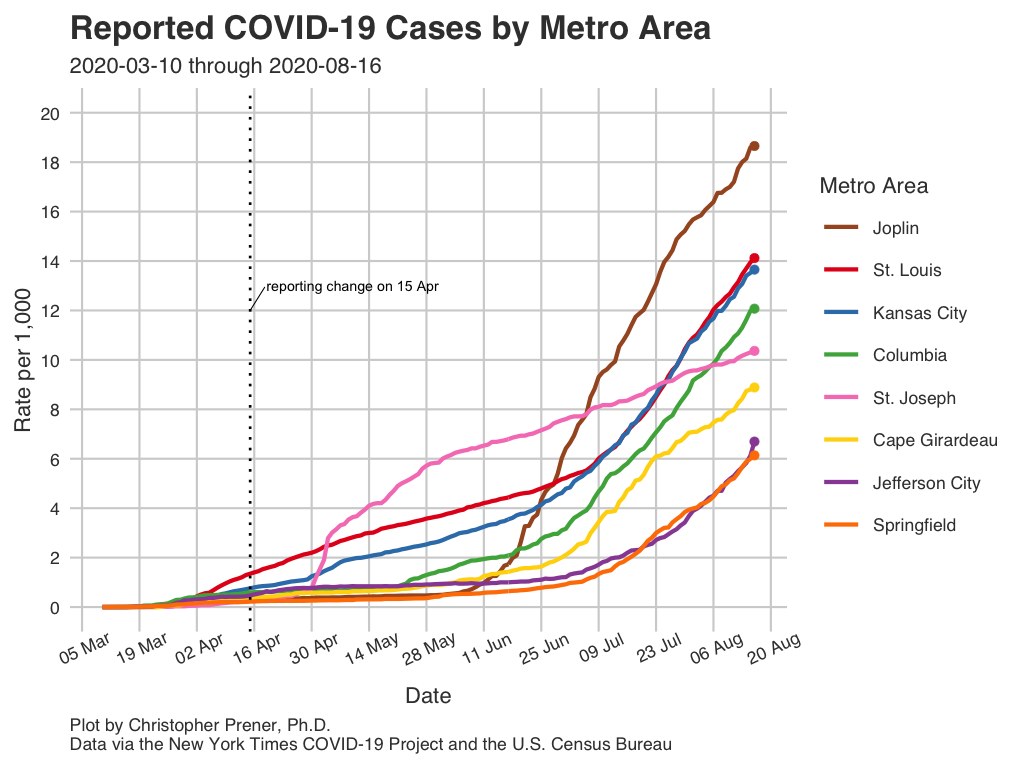 Reported COVID-19 Cases by Metro Area
2020-03-10 through 2020-08-16
20
18
16
14
12
10
8
6
4
2
0
Rate per 1,000
reporting change on 15 Apr
05 Mar
19 Mar
02 Apr
16 Apr
30 Apr
14 May
28 May
11 Jun
25 Jun
09 Jul
23 Jul
06 Aug
20 Aug
Date
Metro Area
Joplin
St. Louis
Kansas City
Columbia
St. Joseph
Cape Girardeau
Jefferson City
Springfield
Plot by Christopher Prener, Ph.D.
Data via the New York Times COVID-19 Project and the U.S. Census Bureau